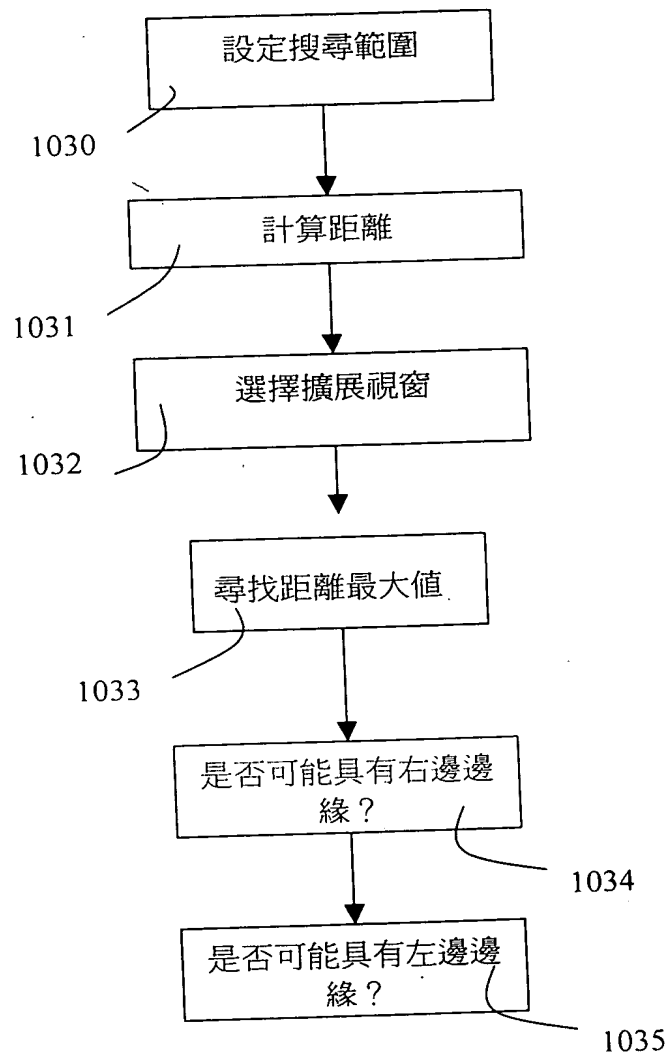 設定搜尋範圍
1030
計算距離
1031
選擇擴展視窗
1032
尋找距離最大值
1033
是否可能具有右邊邊
緣？
1034
是否可能具有左邊邊
緣？
1035